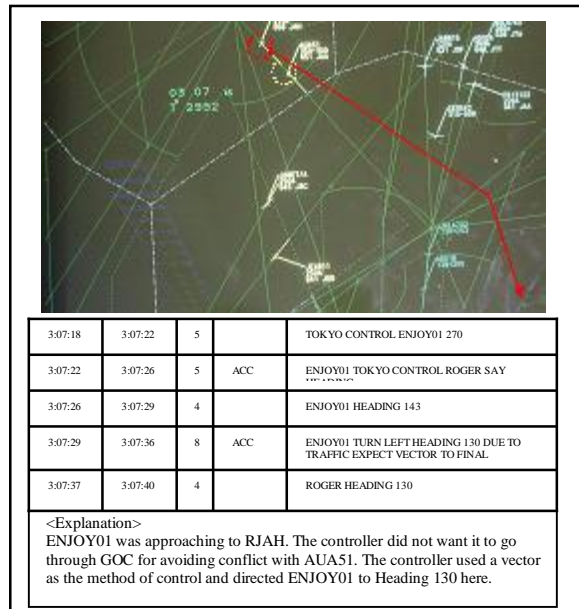 03 07
3:07:18 3:07:22 5 TOKYO CONTROL ENJOY01 270
3:07:22 3:07:26 5 ACC ENJOY01 TOKYO CONTROL ROGER SAY
HEADING
3:07:26 3:07:29 4 ENJOY01 HEADING 143
3:07:29 3:07:36 8 ACC ENJOY01 TURN LEFT HEADING 130 DUE TO
TRAFFIC EXPECT VECTOR TO FINAL
3:07:37 3:07:40 4 ROGER HEADING 130
<Explanation>
ENJOY01 was approaching to RJAH. The controller did not want it to go
through GOC for avoiding conflict with AUA51. The controller used a vector
as the method of control and directed ENJOY01 to Heading 130 here.